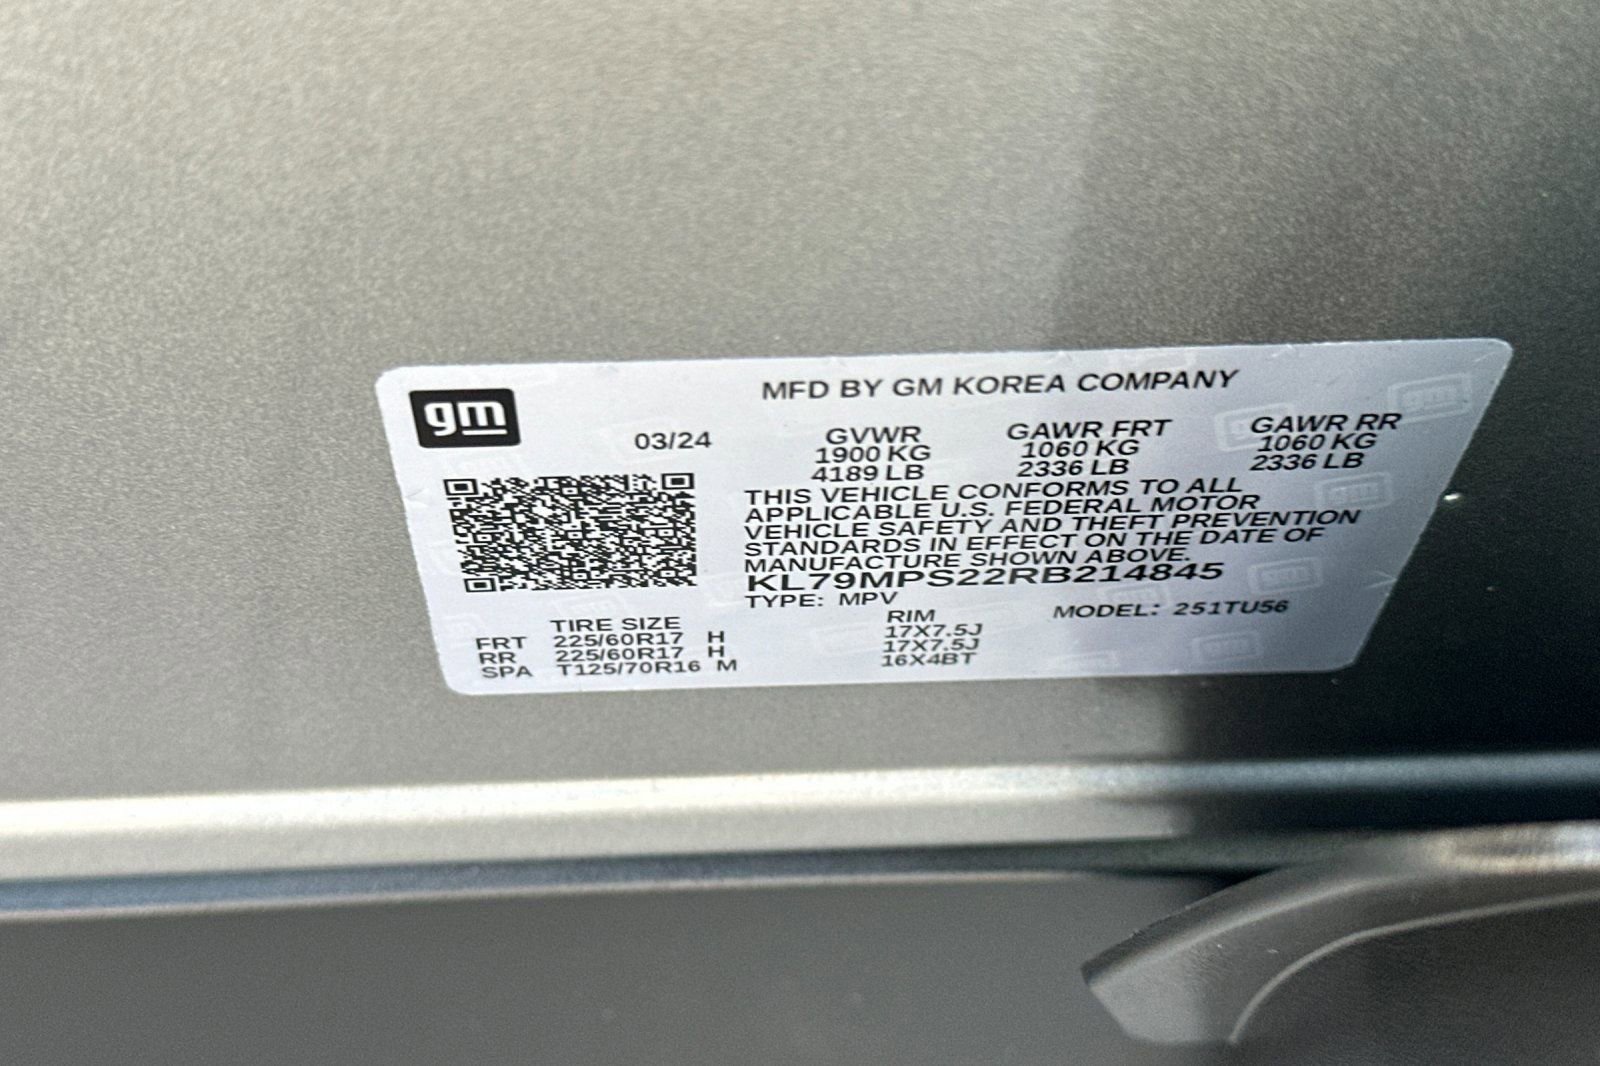 gm
MFD BY GM KOREA COMPANY
03/24
GVWR GAWR FRT GAWR RR
1900 KG 1060 KG 1060 KG
4189 LB 2336 LB 2336 LB
THIS VEHICLE CONFORMS TO ALL
APPLICABLE U.S. FEDERAL MOTOR
VEHICLE SAFETY AND THEFT PREVENTION
STANDARDS IN EFFECT ON THE DATE OF
MANUFACTURE SHOWN ABOVE.
KL79MPS22RB214845
TYPE: MPV MODEL: 251TU56
TIRE SIZE RIM
FRT 225/60R17 H 17X7.5J
RR 225/60R17 H 17X7.5J
SPA T125/70R16 M 16X4BT